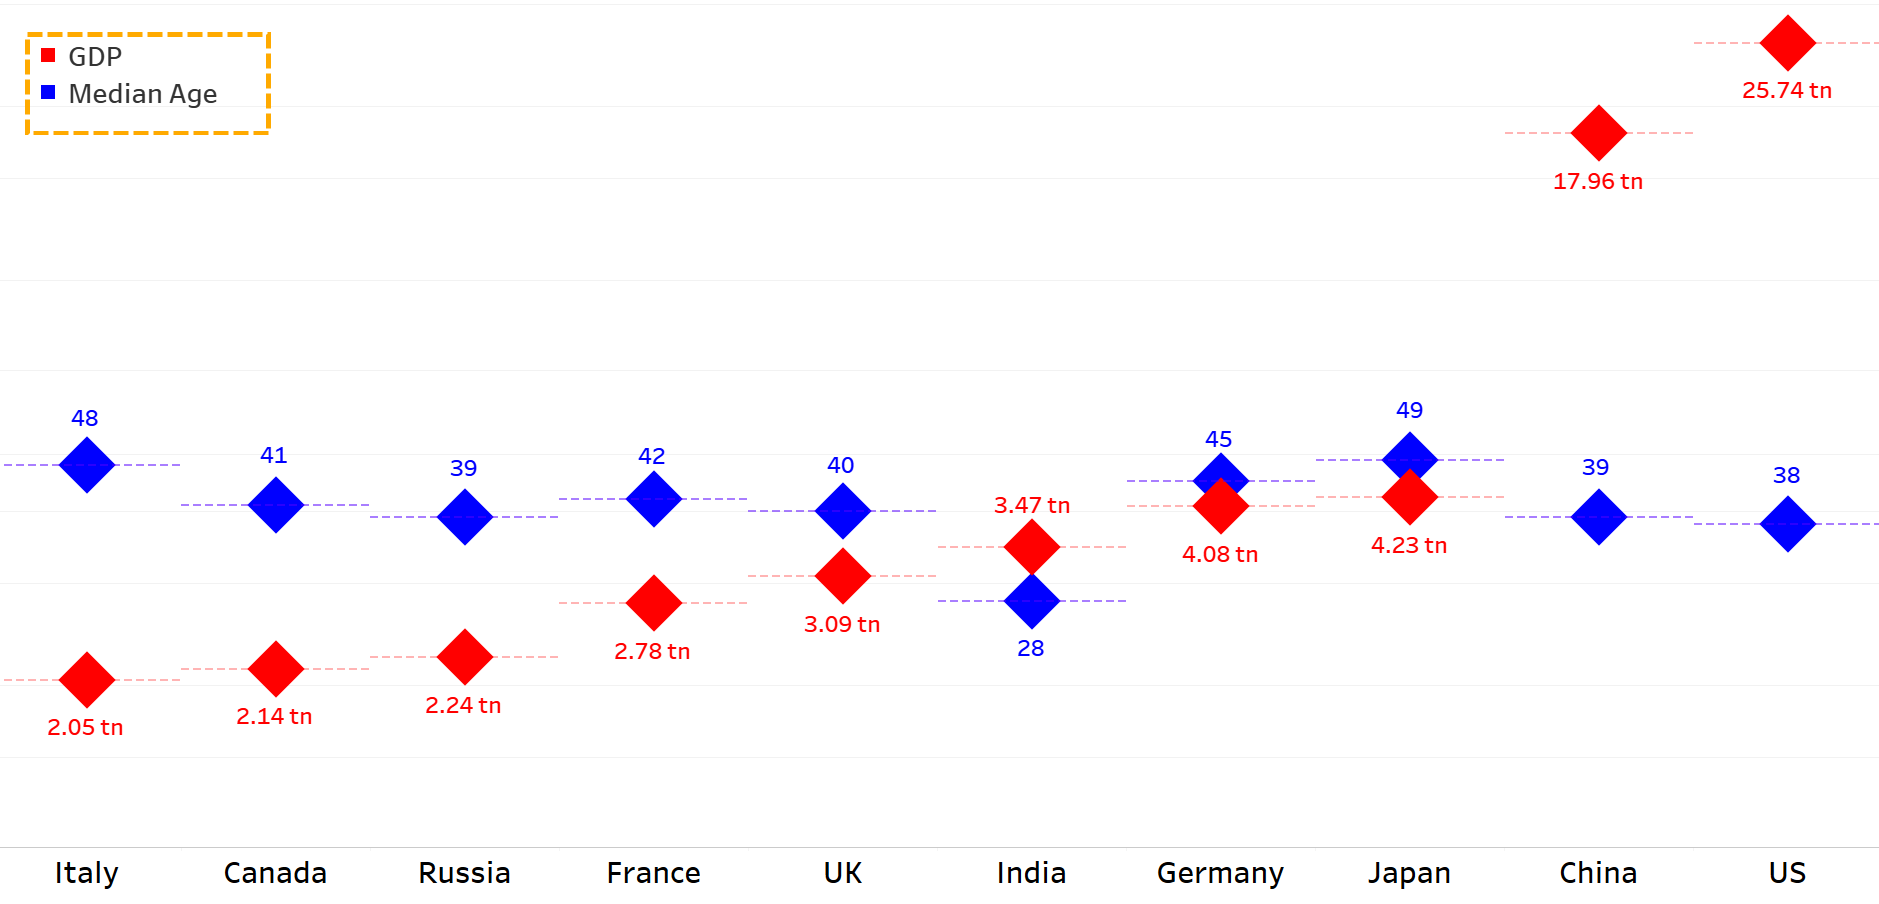 GDP
Median Age
25.74 tn
17.96 tn
48
41
39
42
40
3.47 tn
45
49
39
38
4.08 tn
4.23 tn
2.05 tn
2.14 tn
2.24 tn
2.78 tn
3.09 tn
28
Italy
Canada
Russia
France
UK
India
Germany
Japan
China
US